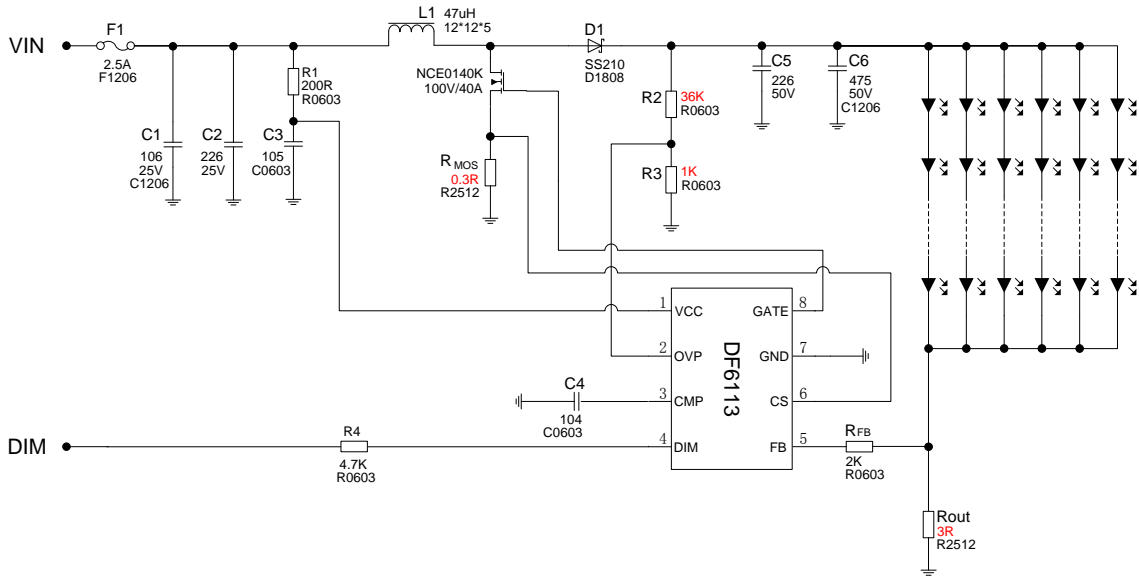 VIN
F1
2.5A
F1206
L1
47uH
12*12*5
D1
SS210
D1808
C1
106
25V
C1206
C2
226
25V
R1
200R
R0603
C3
105
C0603
NCE0140K
100V/40A
R MOS
0.3R
R2512
R2
36K
R0603
R3
1K
R0603
C5
226
50V
C6
475
50V
C1206
DF6113
1
VCC
2
OVP
3
CMP
4
DIM
8
GATE
7
GND
6
CS
5
FB
C4
104
C0603
DIM
R4
4.7K
R0603
RFB
2K
R0603
Rout
3R
R2512